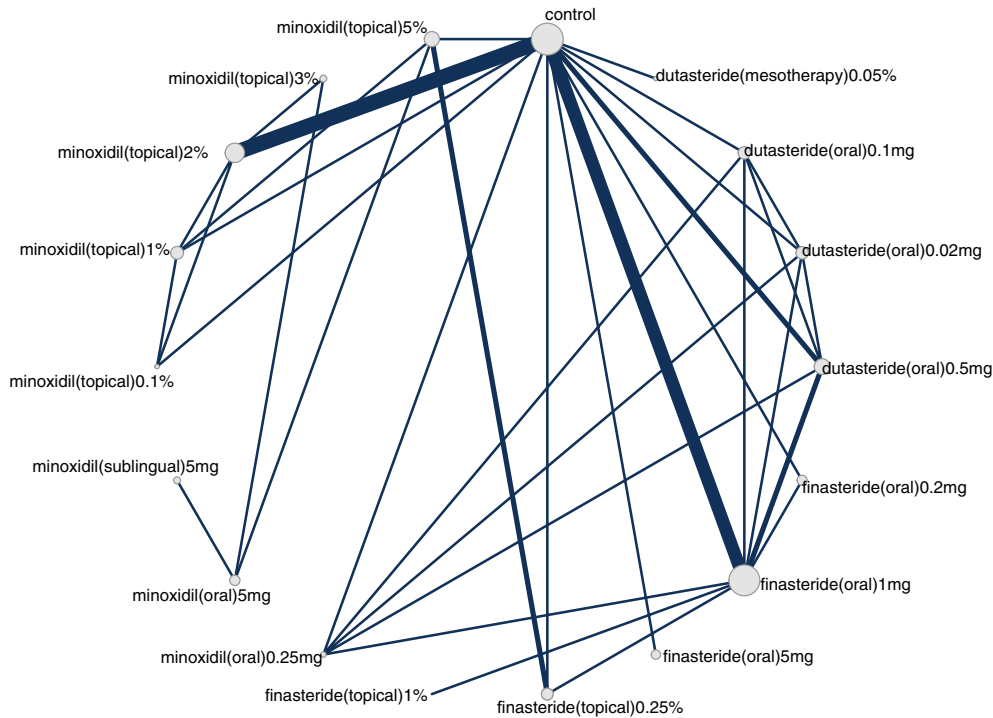 control
minoxidil(topical)5%
minoxidil(topical)3%
dutasteride(mesotherapy)0.05%
minoxidil(topical)2%
dutasteride(oral)0.1mg
minoxidil(topical)1%
dutasteride(oral)0.02mg
dutasteride(oral)0.5mg
minoxidil(topical)0.1%
minoxidil(sublingual)5mg
finasteride(oral)0.2mg
finasteride(oral)1mg
minoxidil(oral)5mg
minoxidil(oral)0.25mg
finasteride(oral)5mg
finasteride(topical)1%
finasteride(topical)0.25%